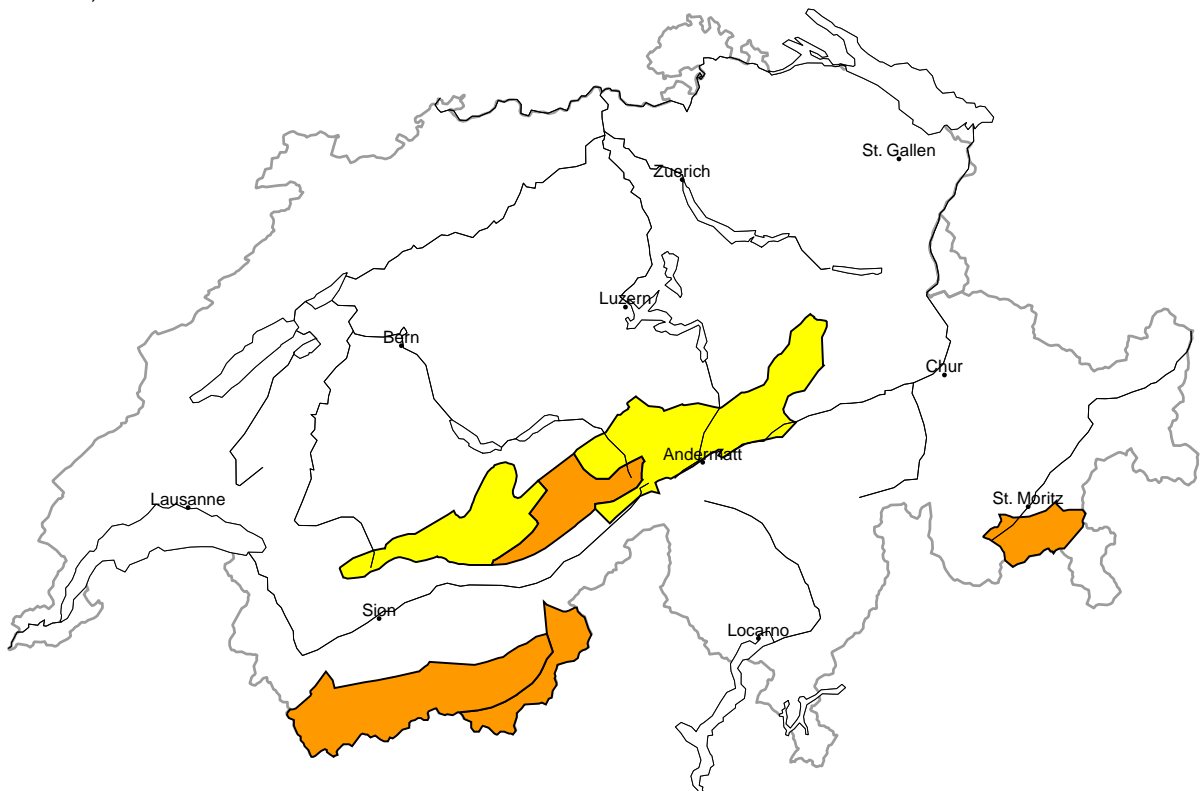 St. Gallen
Zuerich
Luzern
Bern
Chur
Andermatt
Lausanne
St. Moritz
Sion
Locarno